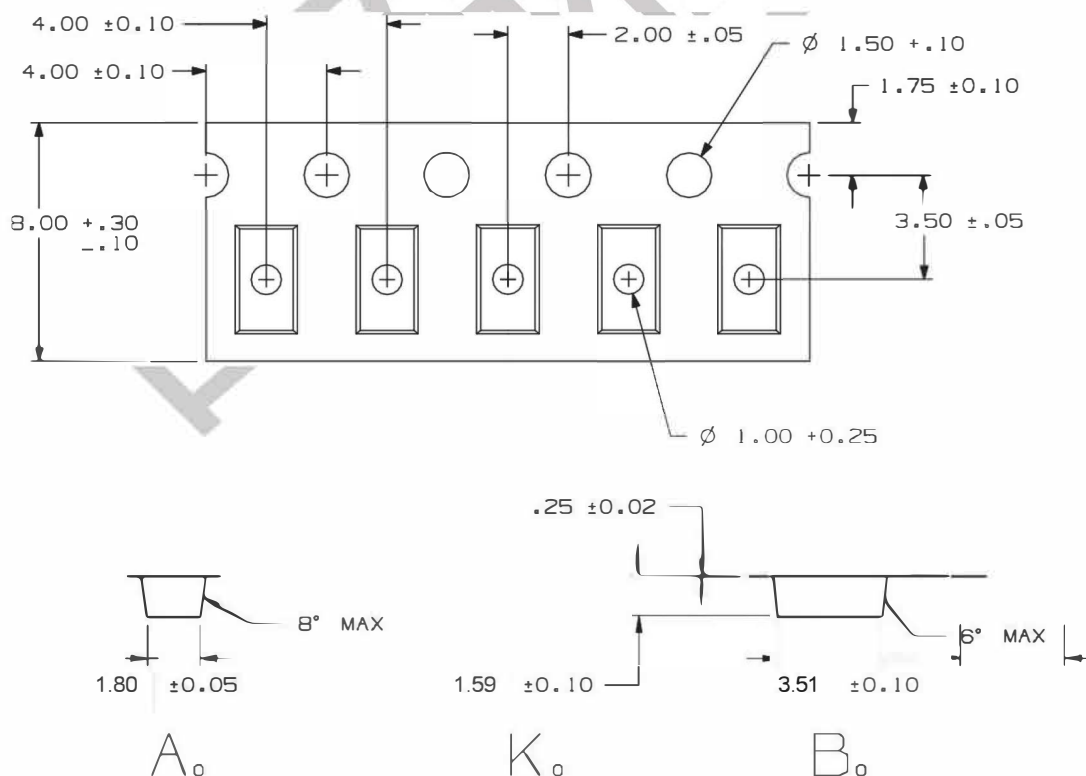 4.00 ±0.10
2.00 ±.05
Ø 1.50 +.10
4.00 ±0.10
1.75 ±0.10
8.00 +.30
-.10
3.50 ±.05
Ø 1.00 +0.25
.25 ±0.02
8° MAX
6° MAX
1.80 ±0.05
1.59 ±0.10
3.51 ±0.10
A₀
K₀
B₀